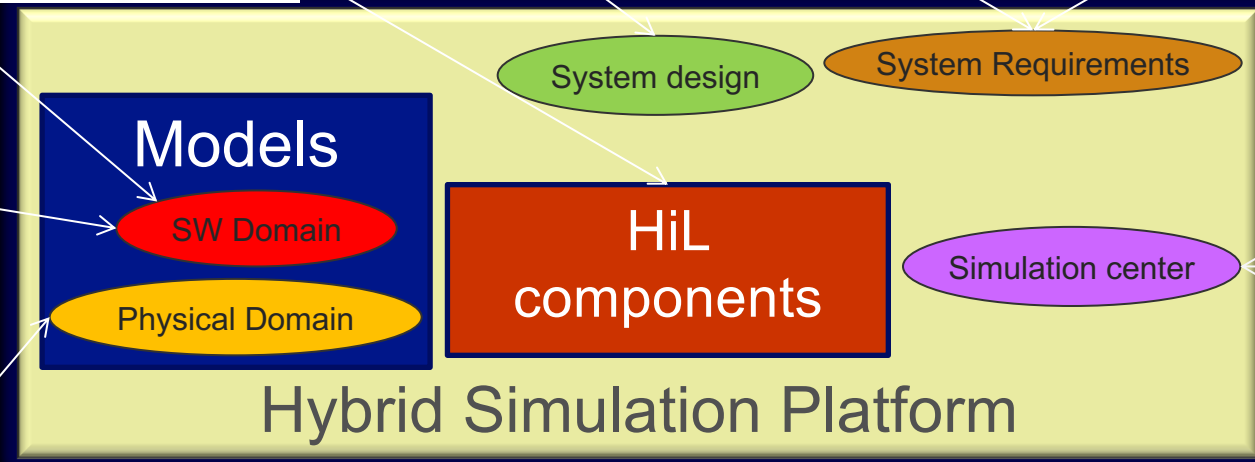 System design
System Requirements
Models
SW Domain
Physical Domain
HiL
components
Simulation center
Hybrid Simulation Platform